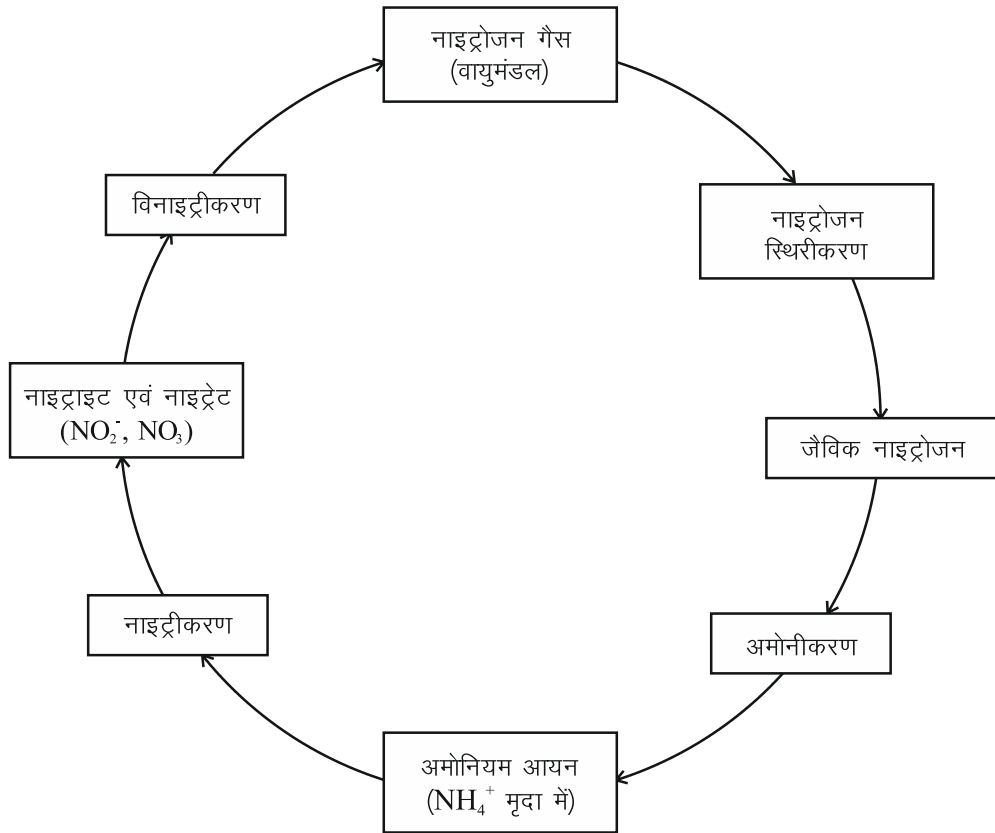 नाइट्रोजन गैस
(वायुमंडल)
विनाइट्रीकरण
नाइट्रोजन
स्थिरीकरण
नाइट्राइट एवं नाइट्रेट
(NO₂⁻, NO₃)
जैविक नाइट्रोजन
नाइट्रीकरण
अमोनीकरण
अमोनियम आयन
(NH₄⁺ मृदा में)